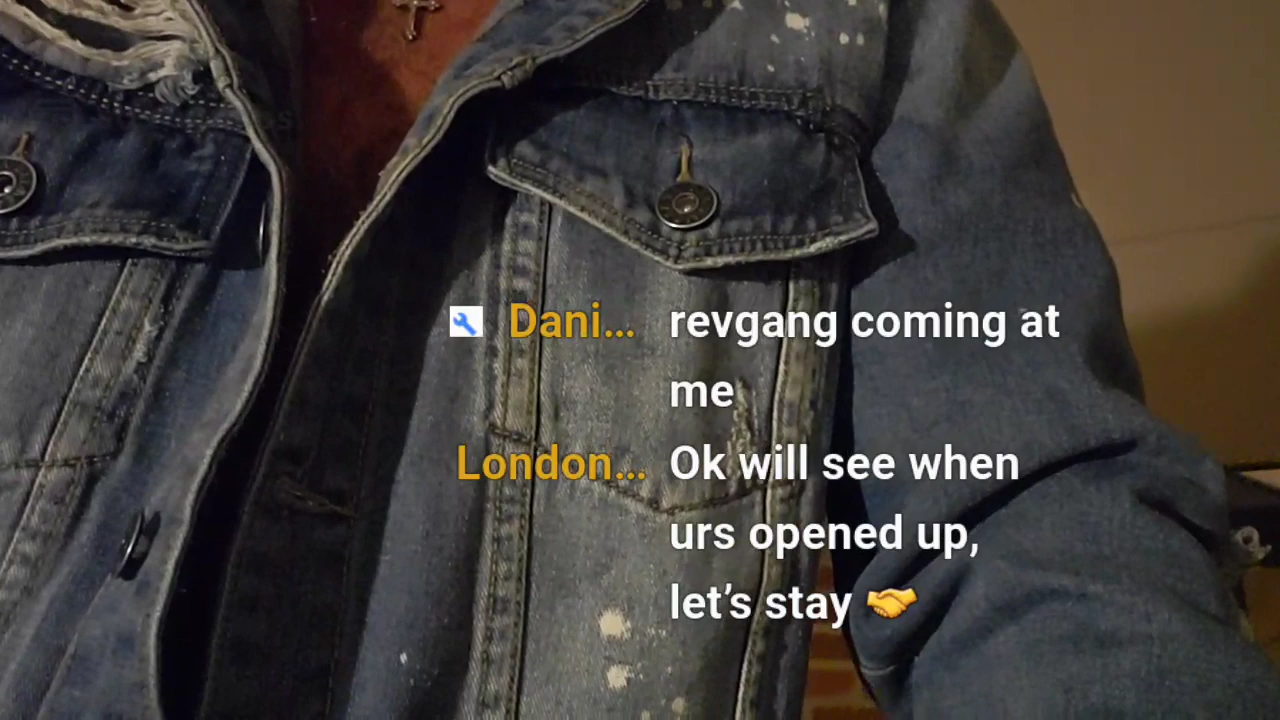 Dani... revgang coming at
me
London... Ok will see when
urs opened up,
let’s stay 🤝